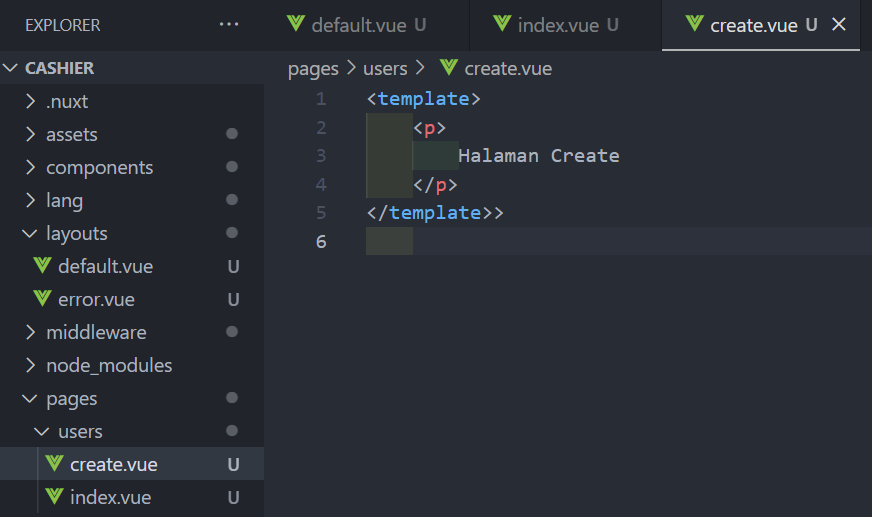 EXPLORER ... default.vue U index.vue U create.vue U
CASHIER
pages > users > create.vue
.nuxt
assets
components
lang
layouts
default.vue U
error.vue U
middleware
node_modules
pages
users
create.vue U
index.vue U
1 <template>
2 <p>
3 Halaman Create
4 </p>
5 </template>>
6